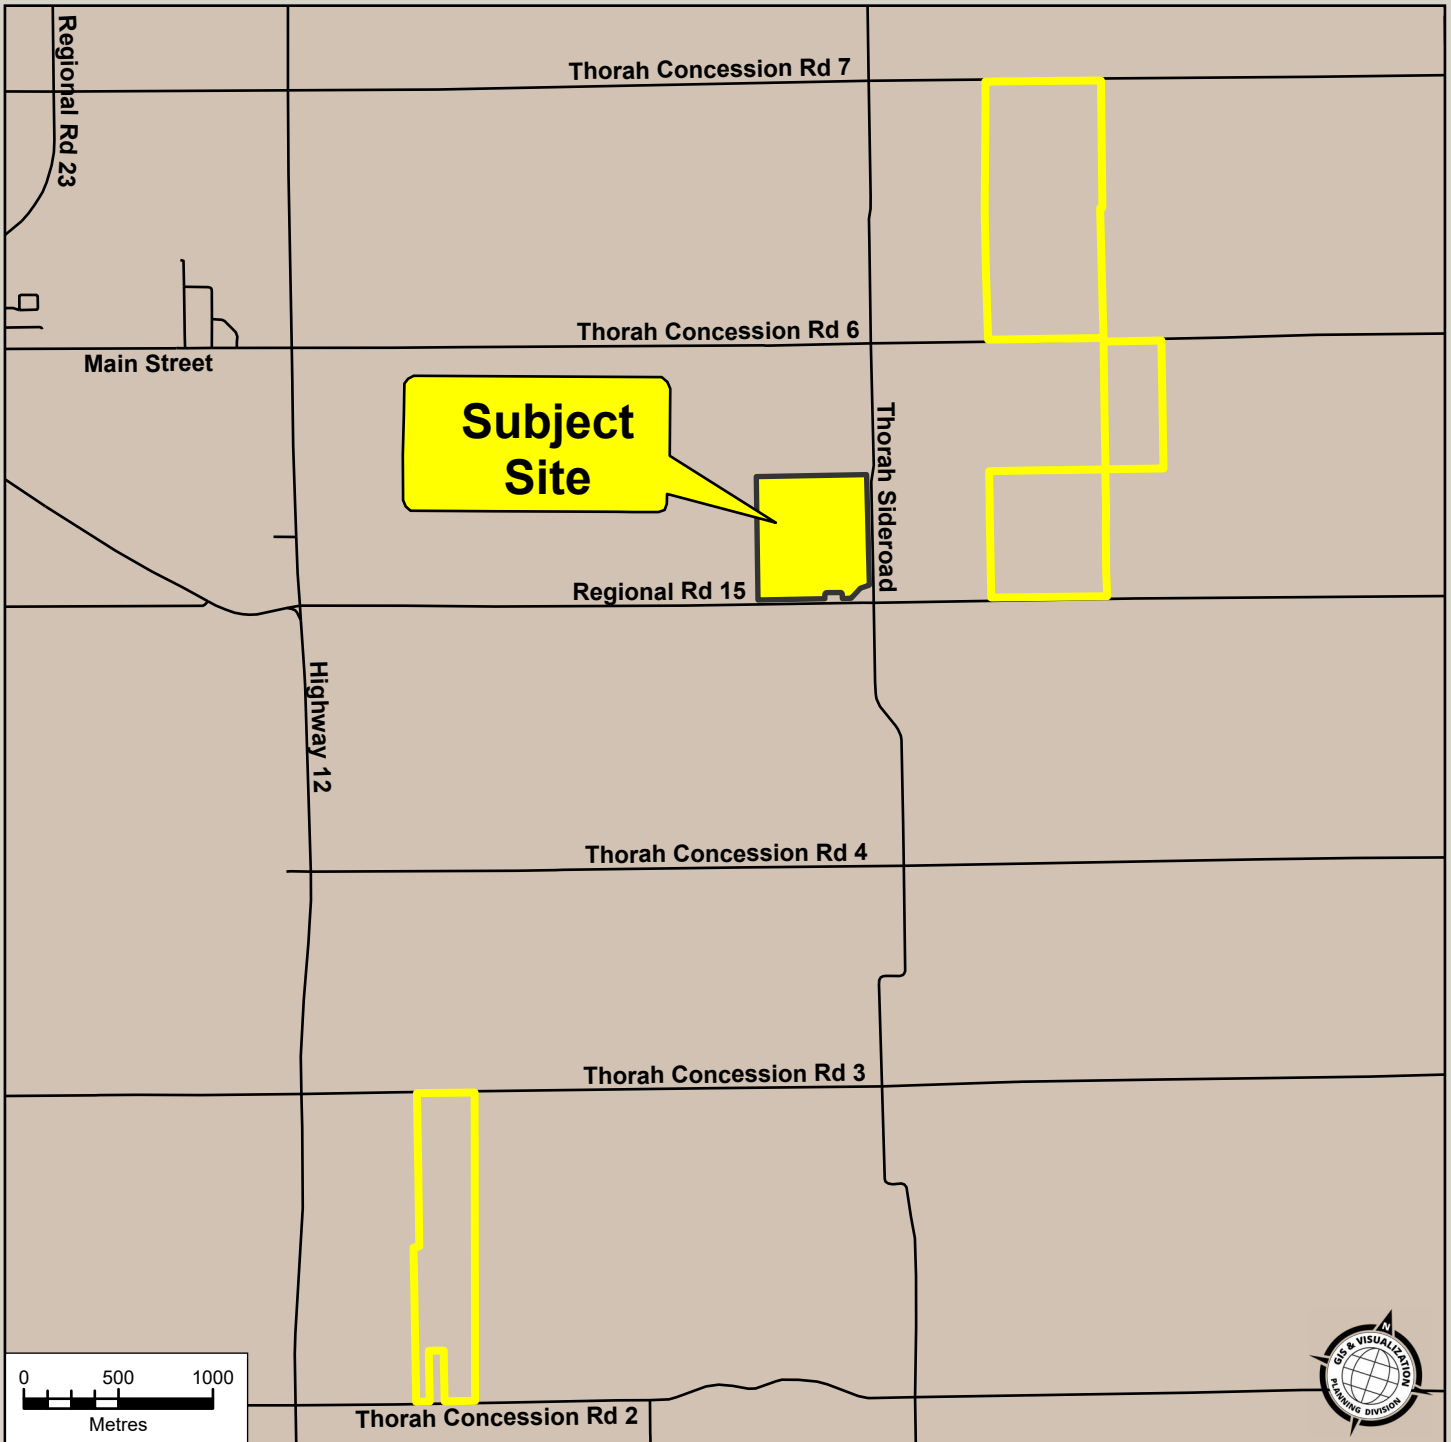 Regional Rd 23
Thorah Concession Rd 7
Thorah Concession Rd 6
Main Street
Subject
Site
Thorah Sideroad
Regional Rd 15
Highway 12
Thorah Concession Rd 4
Thorah Concession Rd 3
0 500 1000
Metres
Thorah Concession Rd 2
N
GIS & VISUALIZATION
PLANNING DIVISION